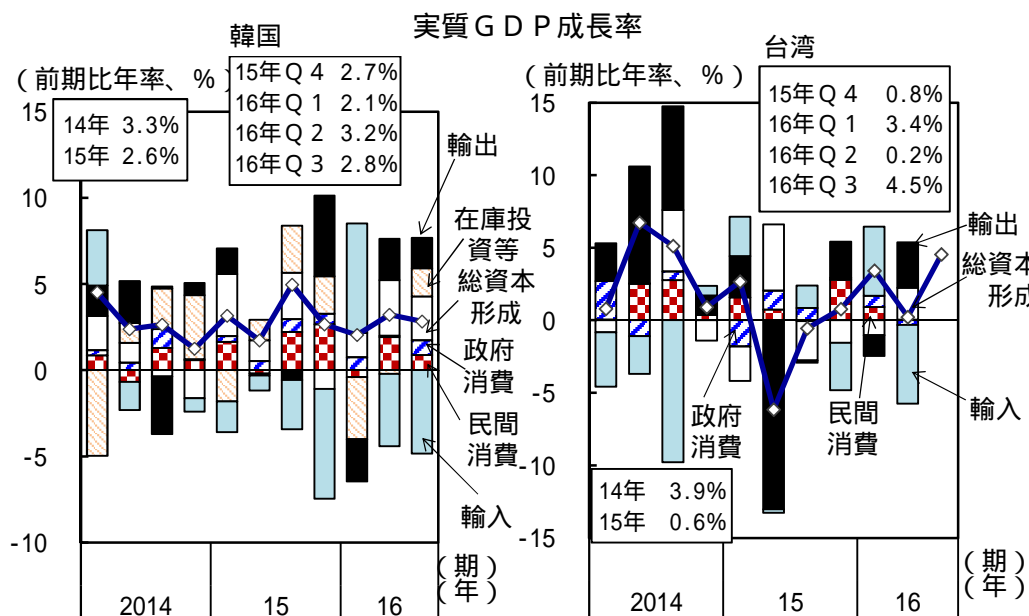 実質ＧＤＰ成長率
韓国
(前期比年率、%)
15年Ｑ４ 2.7%
16年Ｑ１ 2.1%
16年Ｑ２ 3.2%
16年Ｑ３ 2.8%
14年 3.3%
15年 2.6%
15
10
5
0
-5
-10
輸出
在庫投
資等
総資本
形成
政府
消費
民間
消費
輸入
(期)
(年)
2014
15
16
台湾
(前期比年率、%)
15年Ｑ４ 0.8%
16年Ｑ１ 3.4%
16年Ｑ２ 0.2%
16年Ｑ３ 4.5%
15
10
5
0
-5
-10
-15
輸出
総資本
形成
政府
消費
民間
消費
輸入
14年 3.9%
15年 0.6%
(期)
(年)
2014
15
16